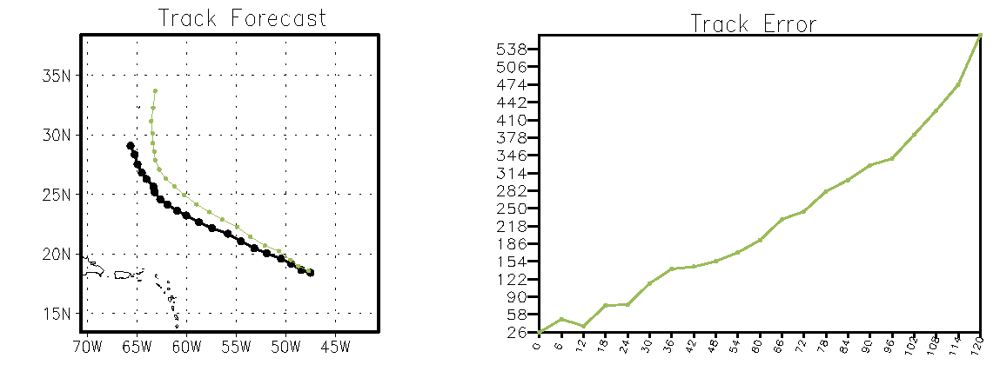 Track Forecast
35N
30N
25N
20N
15N
70W 65W 60W 55W 50W 45W
Track Error
538
506
474
442
410
378
346
314
282
250
218
186
154
122
90
58
26
0 6 12 18 24 30 36 42 48 54 60 66 72 78 84 90 96 102 108 114 120